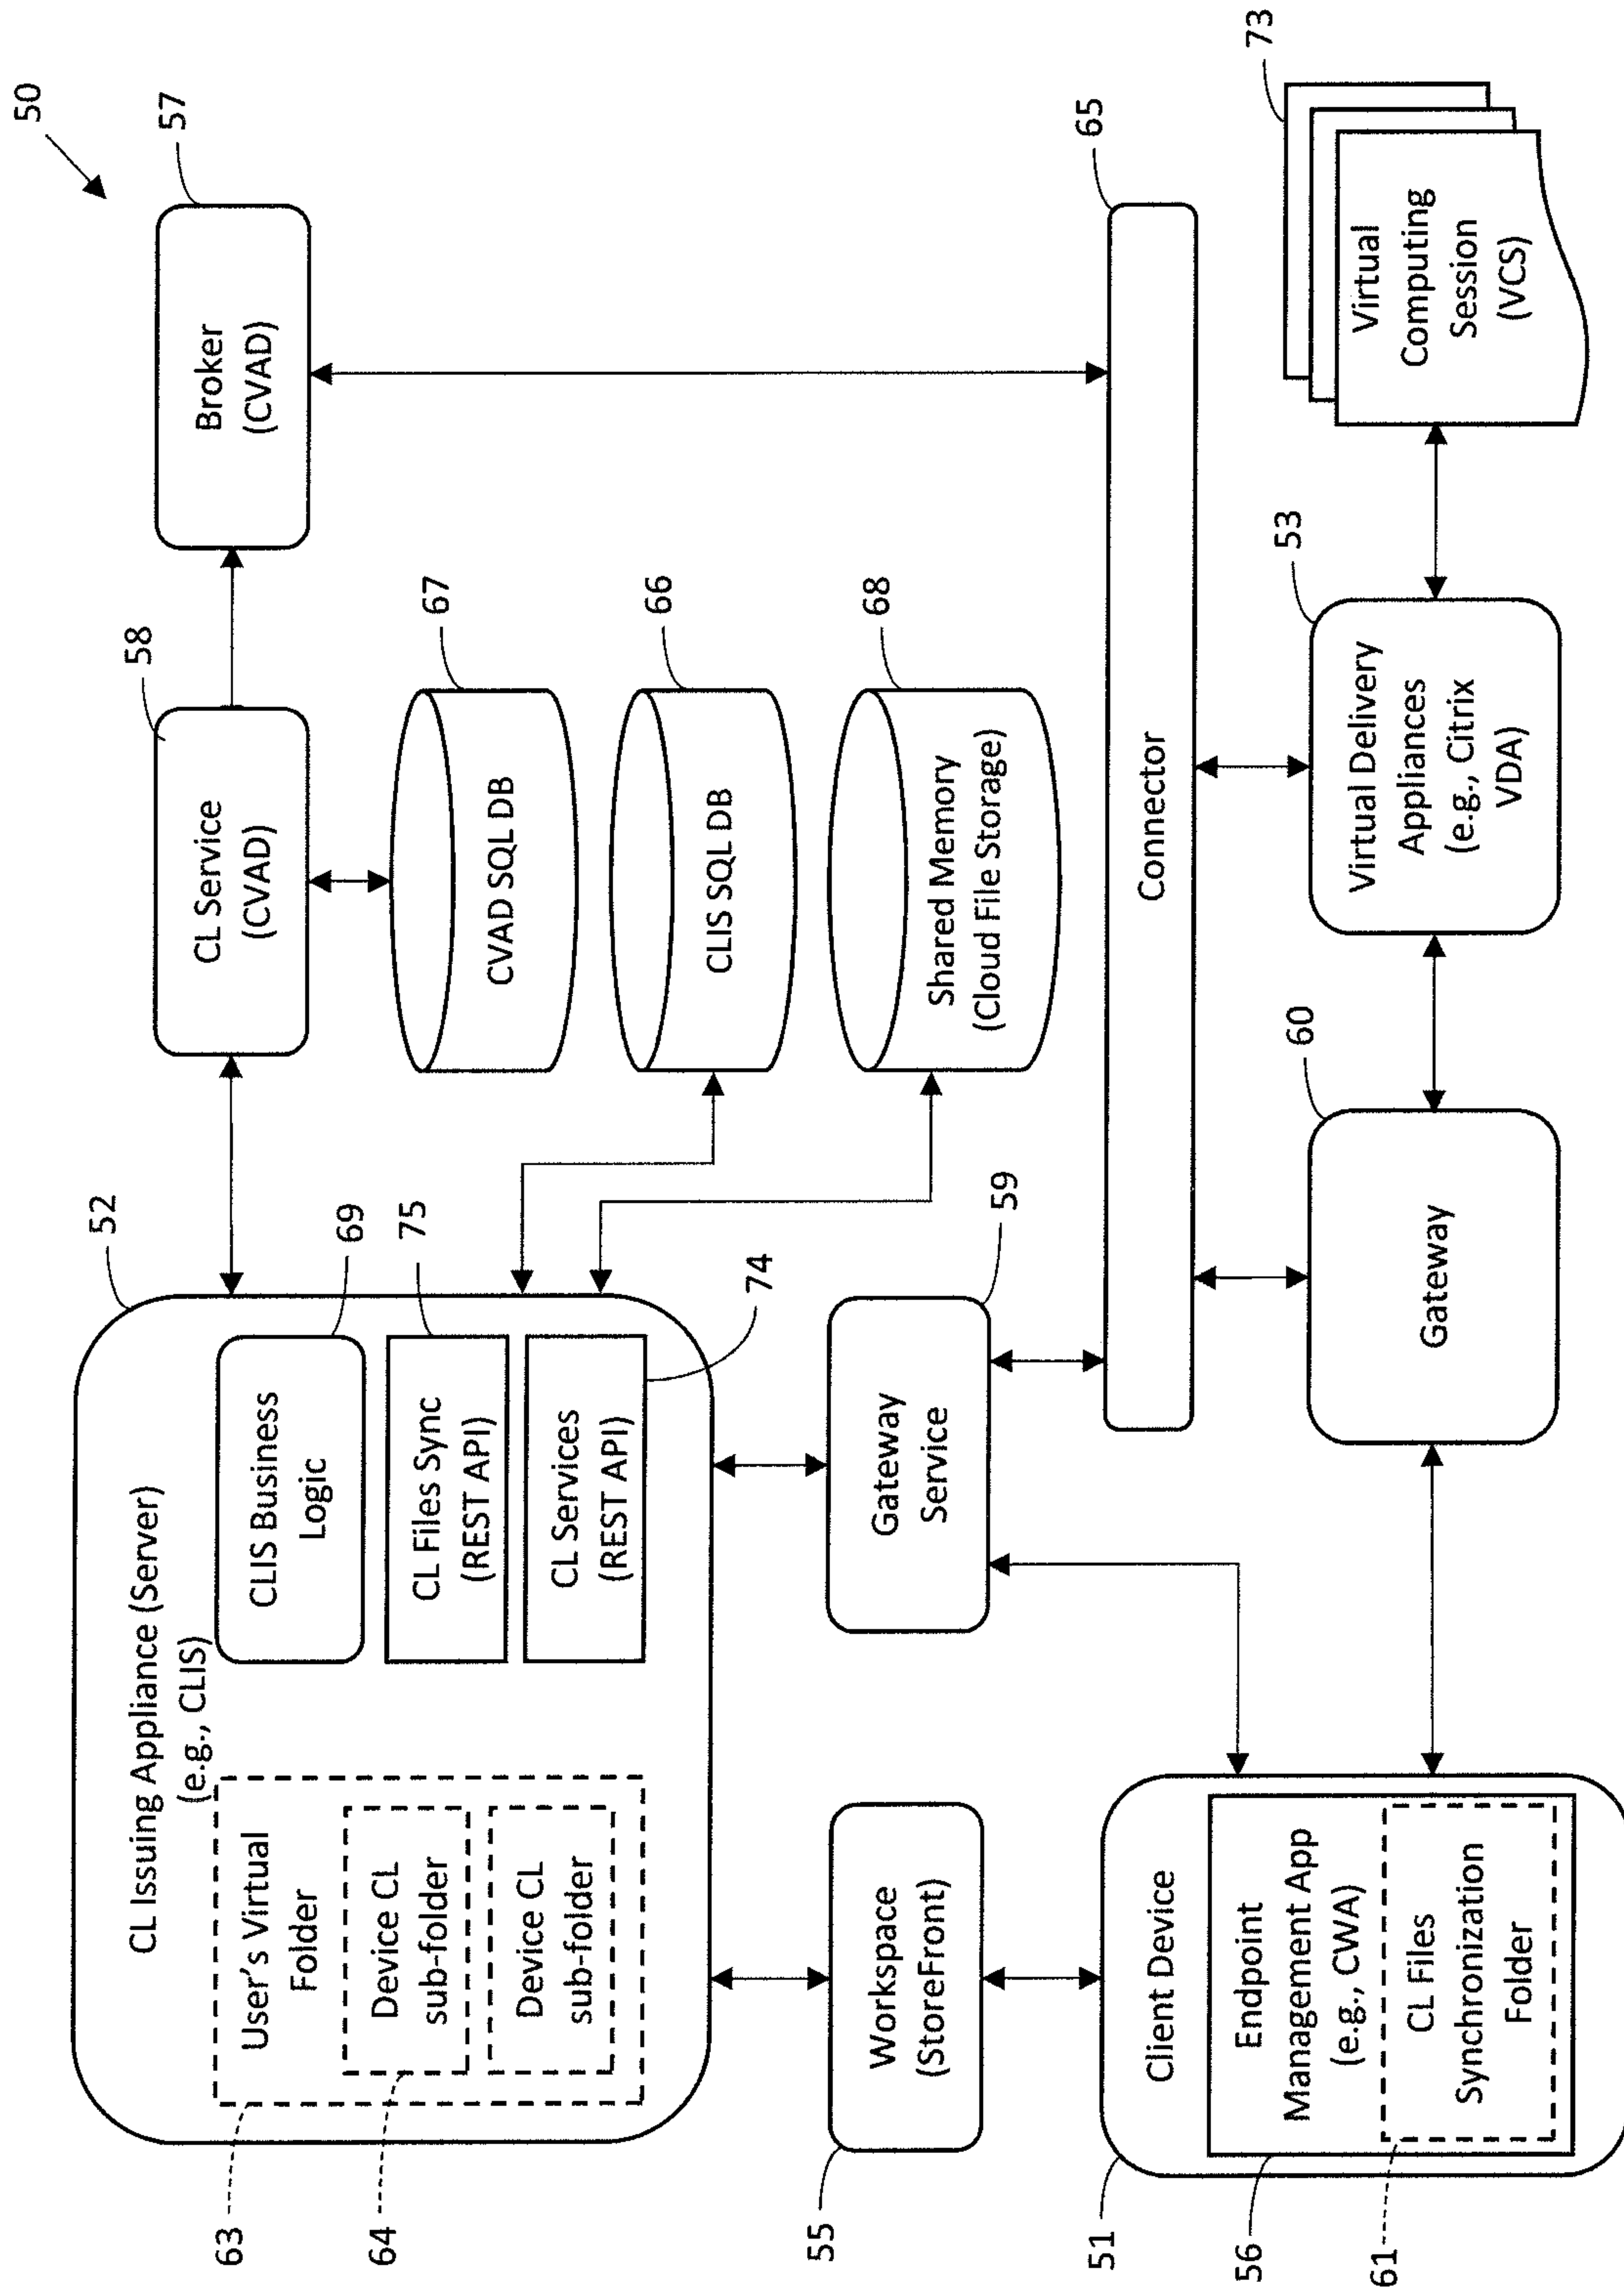 50
52
CL Issuing Appliance (Server)
(e.g., CLIS)
63
User's Virtual
Folder
64
Device CL
sub-folder
Device CL
sub-folder
CLIS Business
Logic
69
CL Files Sync
(REST API)
75
CL Services
(REST API)
74
58
CL Service
(CVAD)
57
Broker
(CVAD)
67
CVAD SQL DB
66
CLIS SQL DB
68
Shared Memory
(Cloud File Storage)
55
Workspace
(StoreFront)
59
Gateway
Service
65
Connector
51
Client Device
56
Endpoint
Management App
(e.g., CWA)
61
CL Files
Synchronization
Folder
60
Gateway
53
Virtual Delivery
Appliances
(e.g., Citrix
VDA)
73
Virtual
Computing
Session
(VCS)